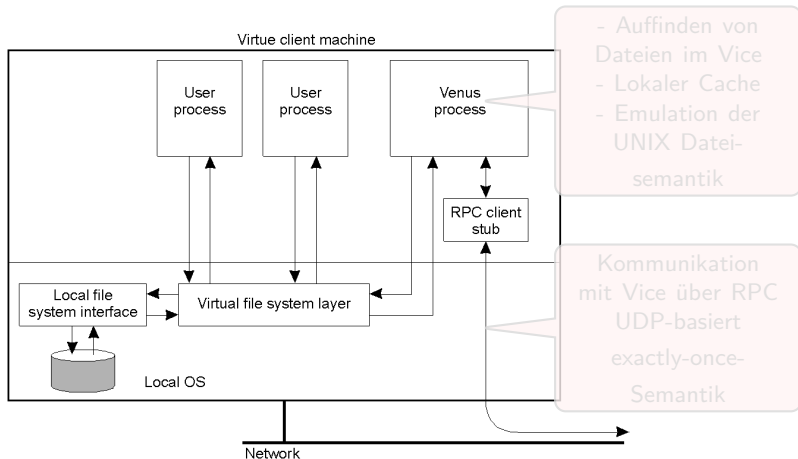 Virtue client machine
User
process
User
process
Venus
process
- Auffinden von
Dateien im Vice
- Lokaler Cache
- Emulation der
UNIX Datei-
semantik
RPC client
stub
Local file
system interface
Virtual file system layer
Kommunikation
mit Vice über RPC
UDP-basiert
exactly-once-
Semantik
Local OS
Network